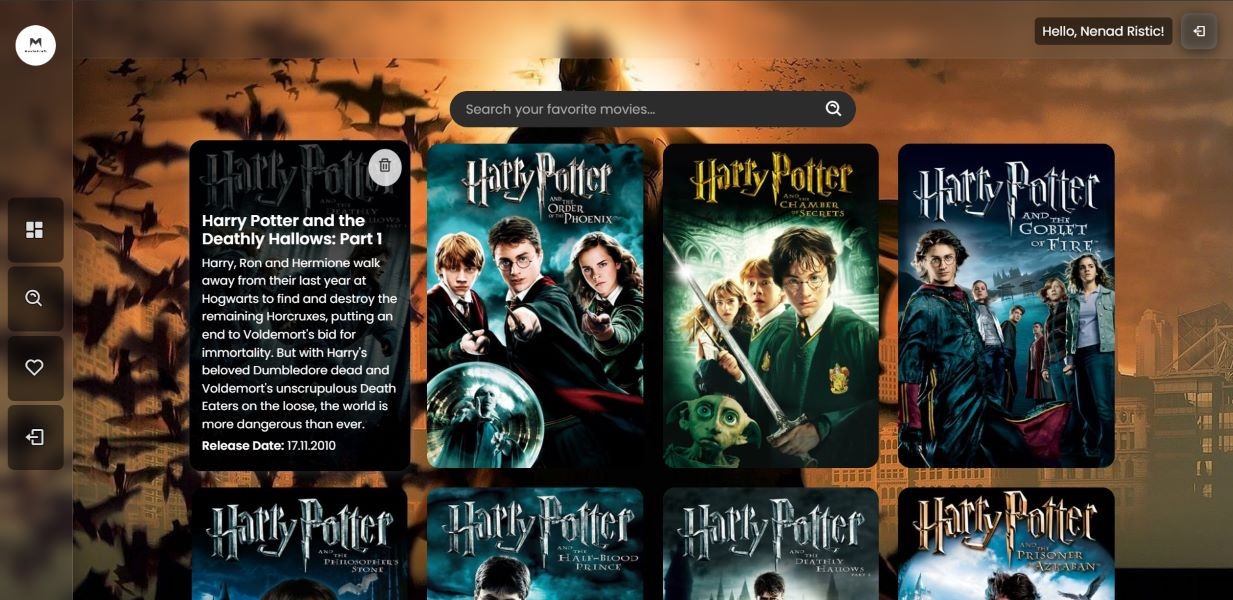 Hello, Nenad Ristic!
Search your favorite movies...
Harry Potter
Harry Potter and the
Deathly Hallows: Part 1
Harry, Ron and Hermione walk
away from their last year at
Hogwarts to find and destroy the
remaining Horcruxes, putting an
end to Voldemort's bid for
immortality. But with Harry's
beloved Dumbledore dead and
Voldemort's unscrupulous Death
Eaters on the loose, the world is
more dangerous than ever.
Release Date: 17.11.2010
Harry Potter
AND THE
ORDER
OF THE PHOENIX
Harry Potter
AND THE
CHAMBER
OF SECRETS
Harry Potter
AND THE
GOBLET
OF FIRE
Harry Potter
AND THE
PHILOSOPHER'S
STONE
Harry Potter
AND THE
HALF-BLOOD
PRINCE
Harry Potter
AND THE
DEATHLY
HALLOWS
Harry Potter
AND THE
PRISONER
OF AZKABAN